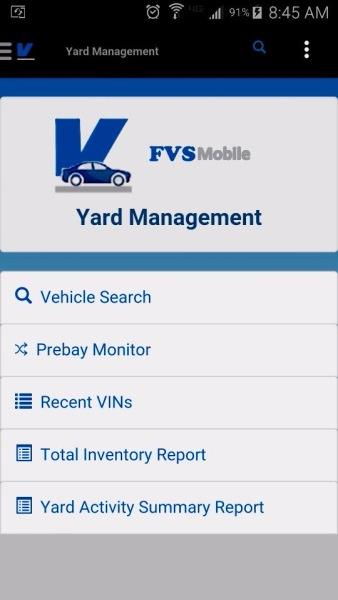 91% 8:45 AM
Yard Management
FVS Mobile
Yard Management
Vehicle Search
Prebay Monitor
Recent VINs
Total Inventory Report
Yard Activity Summary Report